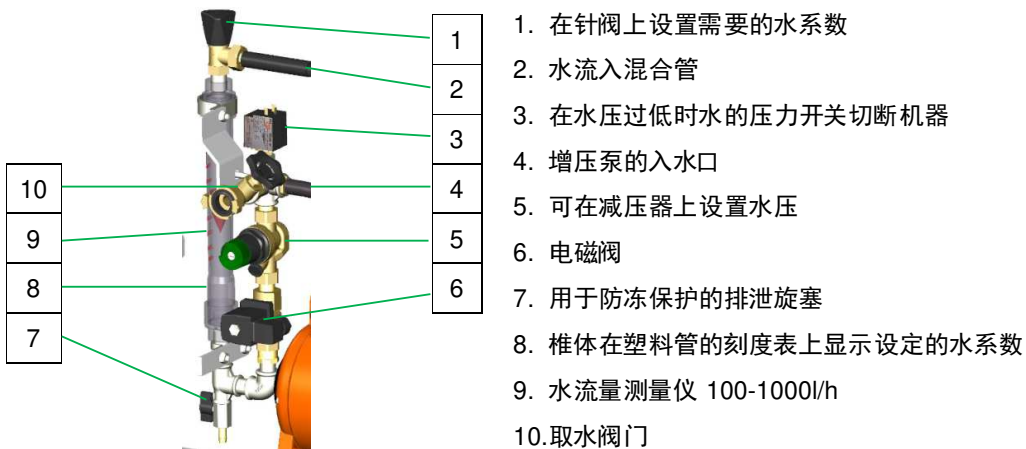 1
2
3
4
5
6
10
9
8
7
1. 在针阀上设置需要的水系数
2. 水流入混合管
3. 在水压过低时水的压力开关切断机器
4. 增压泵的入水口
5. 可在减压器上设置水压
6. 电磁阀
7. 用于防冻保护的排泄旋塞
8. 椎体在塑料管的刻度表上显示设定的水系数
9. 水流量测量仪 100-1000l/h
10.取水阀门